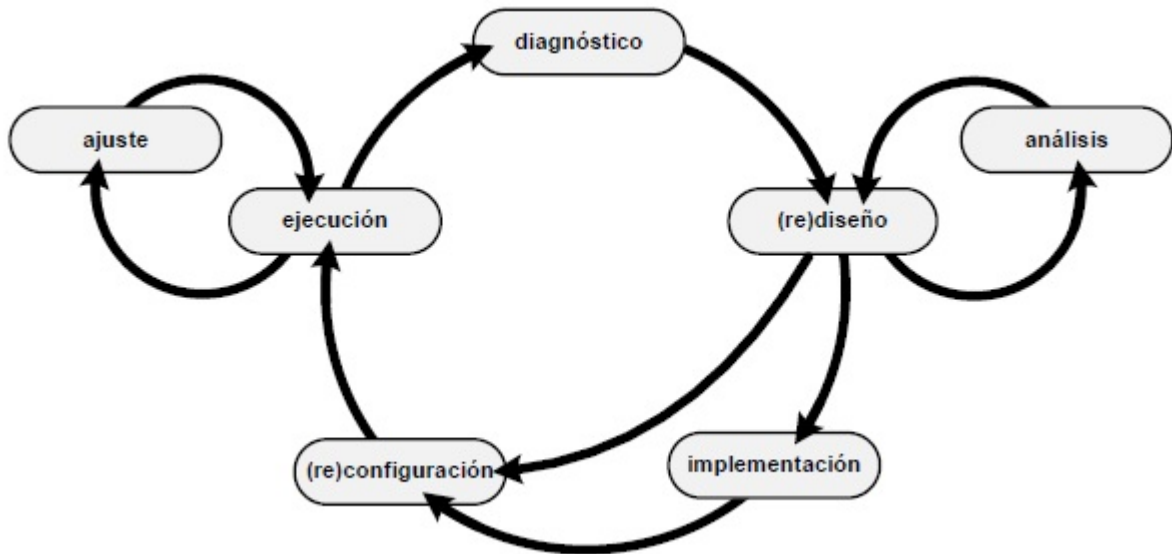 diagnóstico
ajuste
análisis
ejecución
(re)diseño
(re)configuración
implementación